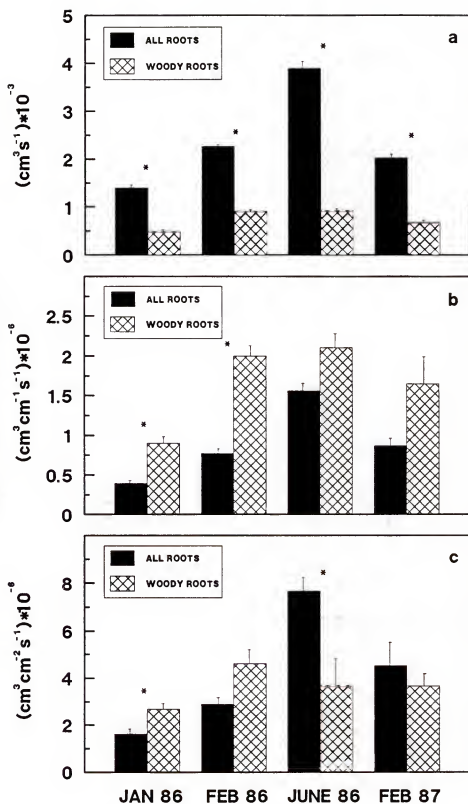 a
5
4
3
2
1
0
(cm³s⁻¹)*10⁻³
ALL ROOTS
WOODY ROOTS
*
*
*
*
b
2.5
2
1.5
1
0.5
0
(cm³cm⁻¹s⁻¹)*10⁻⁶
ALL ROOTS
WOODY ROOTS
*
*
c
8
6
4
2
0
(cm³cm⁻²s⁻¹)*10⁻⁶
ALL ROOTS
WOODY ROOTS
*
*
JAN 86 FEB 86 JUNE 86 FEB 87